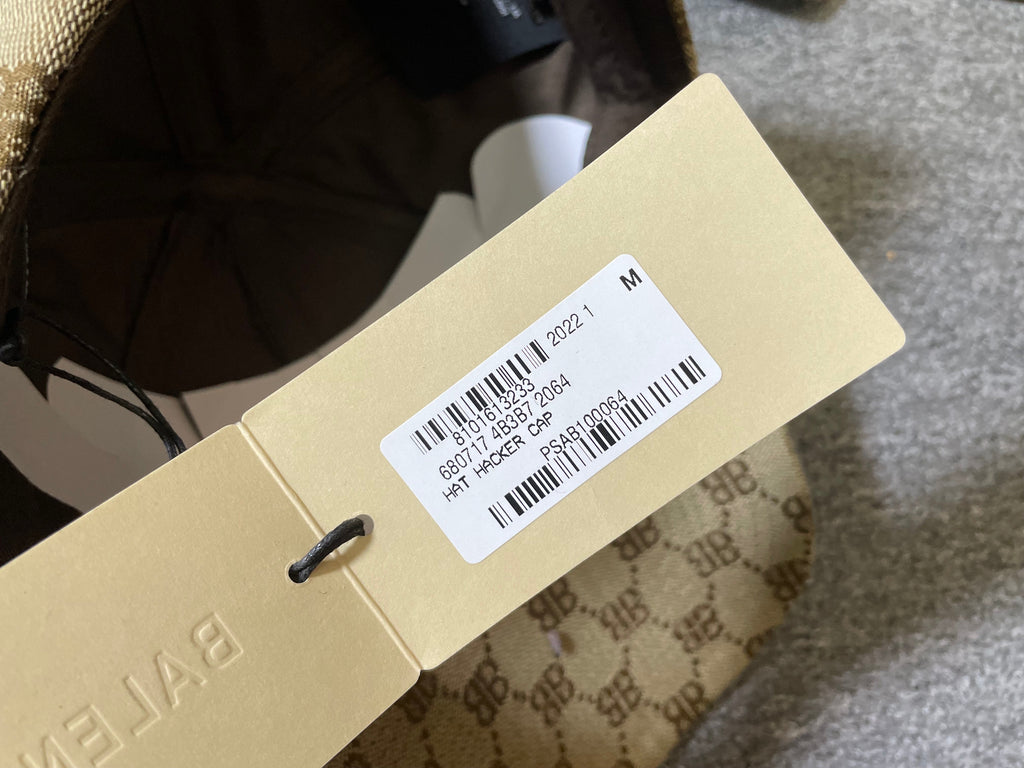 M
2022 1
8101613233
680717 4B3B7 2064
HAT HACKER CAP
PSAB100064
BALEN